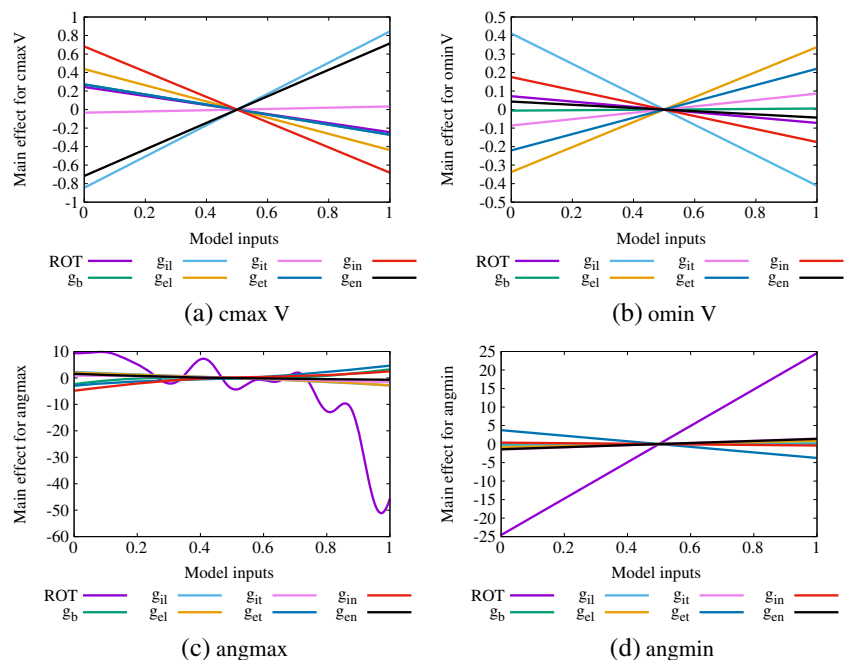 Main effect for cmax V
1
0.8
0.6
0.4
0.2
0
-0.2
-0.4
-0.6
-0.8
-1
0 0.2 0.4 0.6 0.8 1
Model inputs
ROT g_il g_it g_in
g_b g_el g_et g_en
(a) cmax V
Main effect for omin V
0.5
0.4
0.3
0.2
0.1
0
-0.1
-0.2
-0.3
-0.4
-0.5
0 0.2 0.4 0.6 0.8 1
Model inputs
ROT g_il g_it g_in
g_b g_el g_et g_en
(b) omin V
Main effect for angmax
10
0
-10
-20
-30
-40
-50
-60
0 0.2 0.4 0.6 0.8 1
Model inputs
ROT g_il g_it g_in
g_b g_el g_et g_en
(c) angmax
Main effect for angmin
25
20
15
10
5
0
-5
-10
-15
-20
-25
0 0.2 0.4 0.6 0.8 1
Model inputs
ROT g_il g_it g_in
g_b g_el g_et g_en
(d) angmin